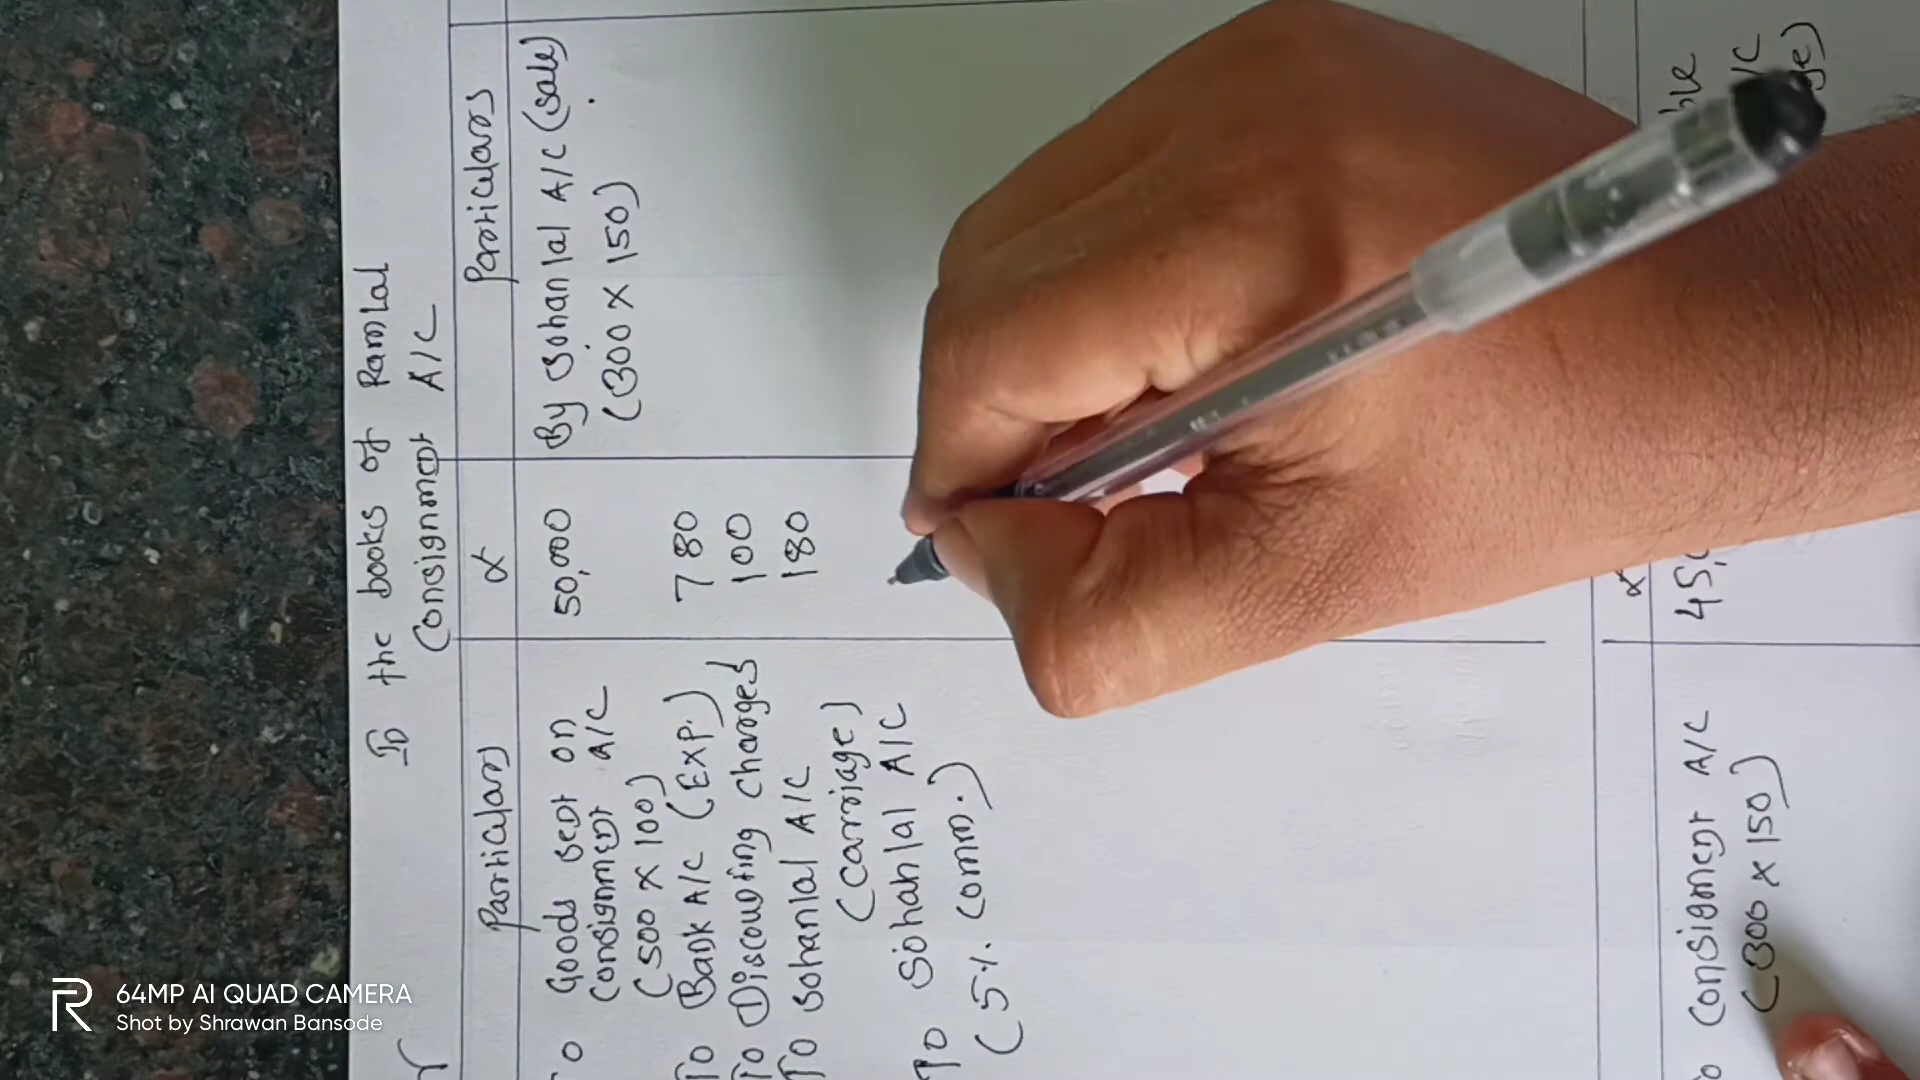 In the books of Ramlal
Consignment A/C
Particulars
₹
Particulars
To Goods sent on
Consignment A/C
(500 x 100)
50,000
To Bank A/C (Exp.)
780
To Discounting charges
100
To Sohanlal A/C
(carriage)
180
To Sohanlal A/C
(5% comm.)
By Sohanlal A/C (sale)
(300 x 150)
₹
To Consignment A/C
(300 x 150)
45,
64MP AI QUAD CAMERA
Shot by Shrawan Bansode